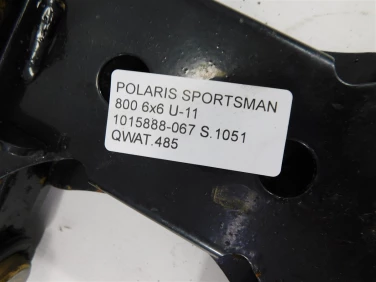 POLARIS SPORTSMAN
800 6x6 U-11
1015888-067 S.1051
QWAT.485